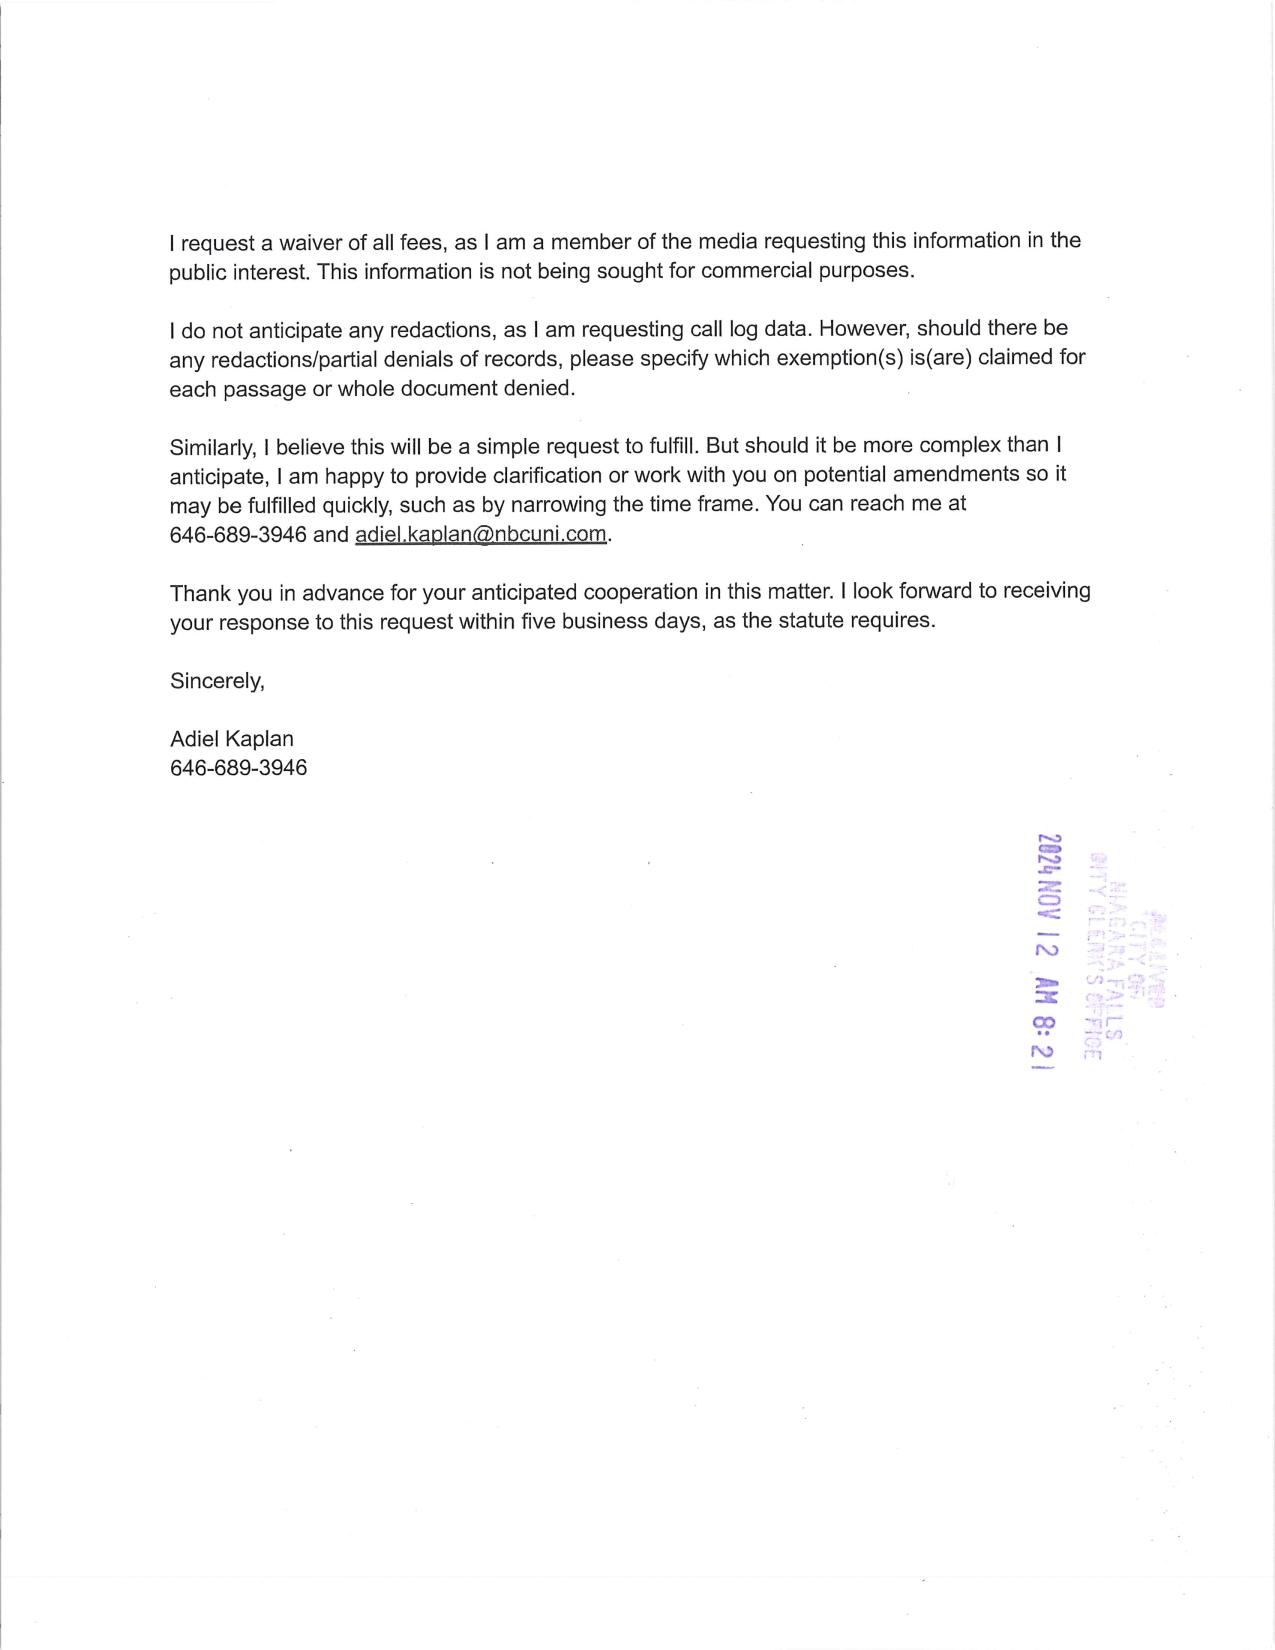 I request a waiver of all fees, as I am a member of the media requesting this information in the
public interest. This information is not being sought for commercial purposes.
I do not anticipate any redactions, as I am requesting call log data. However, should there be
any redactions/partial denials of records, please specify which exemption(s) is(are) claimed for
each passage or whole document denied.
Similarly, I believe this will be a simple request to fulfill. But should it be more complex than I
anticipate, I am happy to provide clarification or work with you on potential amendments so it
may be fulfilled quickly, such as by narrowing the time frame. You can reach me at
646-689-3946 and adiel.kaplan@nbcuni.com.
Thank you in advance for your anticipated cooperation in this matter. I look forward to receiving
your response to this request within five business days, as the statute requires.
Sincerely,
Adiel Kaplan
646-689-3946
RECEIVED
CITY OF
NIAGARA FALLS
CITY CLERK'S OFFICE
2024 NOV 12 AM 8:21